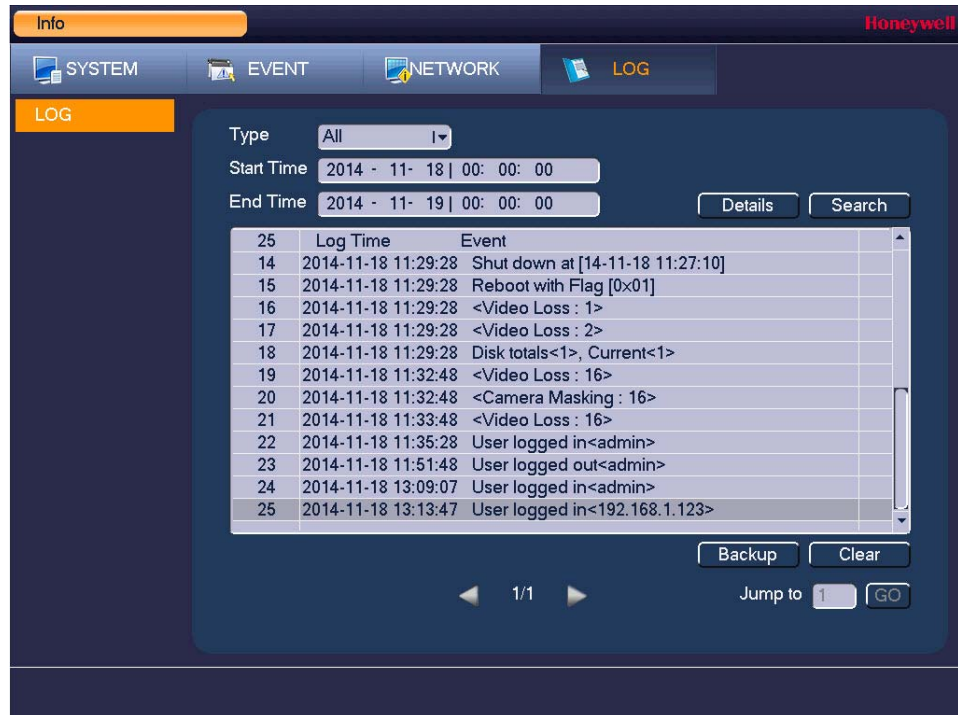 Info
Honeywell
SYSTEM EVENT NETWORK LOG
LOG
Type All
Start Time 2014 - 11- 18| 00: 00: 00
End Time 2014 - 11- 19| 00: 00: 00
Details Search
25 Log Time Event
14 2014-11-18 11:29:28 Shut down at [14-11-18 11:27:10]
15 2014-11-18 11:29:28 Reboot with Flag [0x01]
16 2014-11-18 11:29:28 <Video Loss : 1>
17 2014-11-18 11:29:28 <Video Loss : 2>
18 2014-11-18 11:29:28 Disk totals<1>, Current<1>
19 2014-11-18 11:32:48 <Video Loss : 16>
20 2014-11-18 11:32:48 <Camera Masking : 16>
21 2014-11-18 11:33:48 <Video Loss : 16>
22 2014-11-18 11:35:28 User logged in<admin>
23 2014-11-18 11:51:48 User logged out<admin>
24 2014-11-18 13:09:07 User logged in<admin>
25 2014-11-18 13:13:47 User logged in<192.168.1.123>
Backup Clear
1/1 Jump to 1 GO